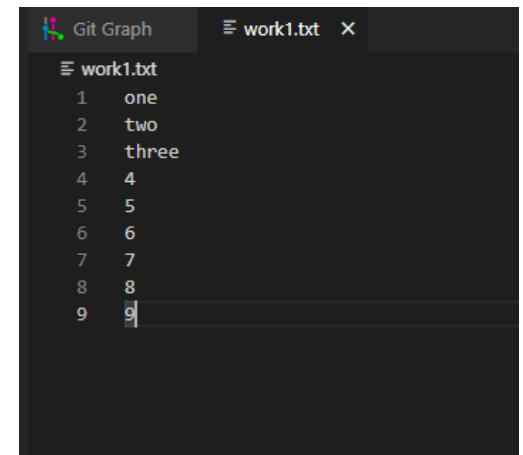 Git Graph work1.txt
work1.txt
1 one
2 two
3 three
4 4
5 5
6 6
7 7
8 8
9 9